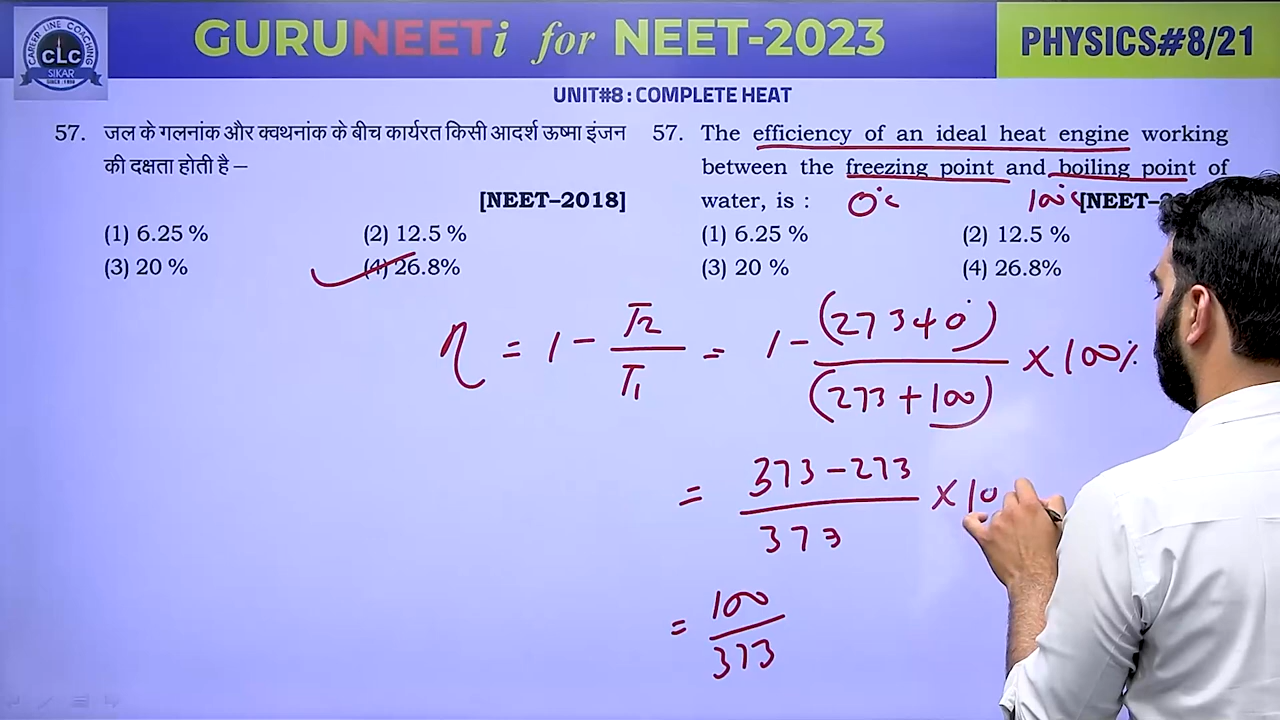 CAREER LINE COACHING
CLC
SIKAR
SINCE : 1996
GURUNEETi for NEET-2023
PHYSICS#8/21
UNIT#8 : COMPLETE HEAT
57. जल के गलनांक और क्वथनांक के बीच कार्यरत किसी आदर्श ऊष्मा इंजन
की दक्षता होती है –
[NEET–2018]
(1) 6.25 % (2) 12.5 %
(3) 20 % (4) 26.8%
57. The efficiency of an ideal heat engine working
between the freezing point and boiling point of
water, is : 0°c 100°c [NEET–2
(1) 6.25 % (2) 12.5 %
(3) 20 % (4) 26.8%
η = 1 - T2/T1 = 1 - (273+0°)/(273+100) × 100%
= 373-273/373 × 10
= 100/373